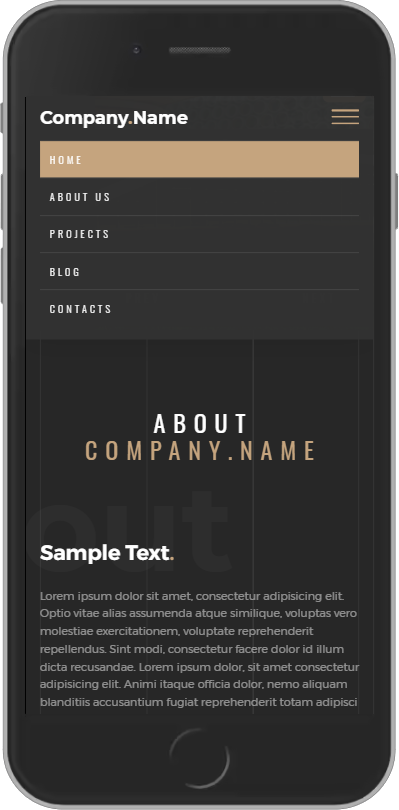 Company.Name
HOME
ABOUT US
PROJECTS
BLOG
CONTACTS
ABOUT
COMPANY.NAME
out
Sample Text.
Lorem ipsum dolor sit amet, consectetur adipisicing elit.
Optio vitae alias assumenda atque similique, voluptas vero
molestiae exercitationem, voluptate reprehenderit
repellendus. Sint modi, consectetur facere dolor id illum
dicta recusandae. Lorem ipsum dolor, sit amet consectetur
adipisicing elit. Animi itaque officia dolor, nemo aliquam
blanditiis accusantium fugiat reprehenderit totam adipisci